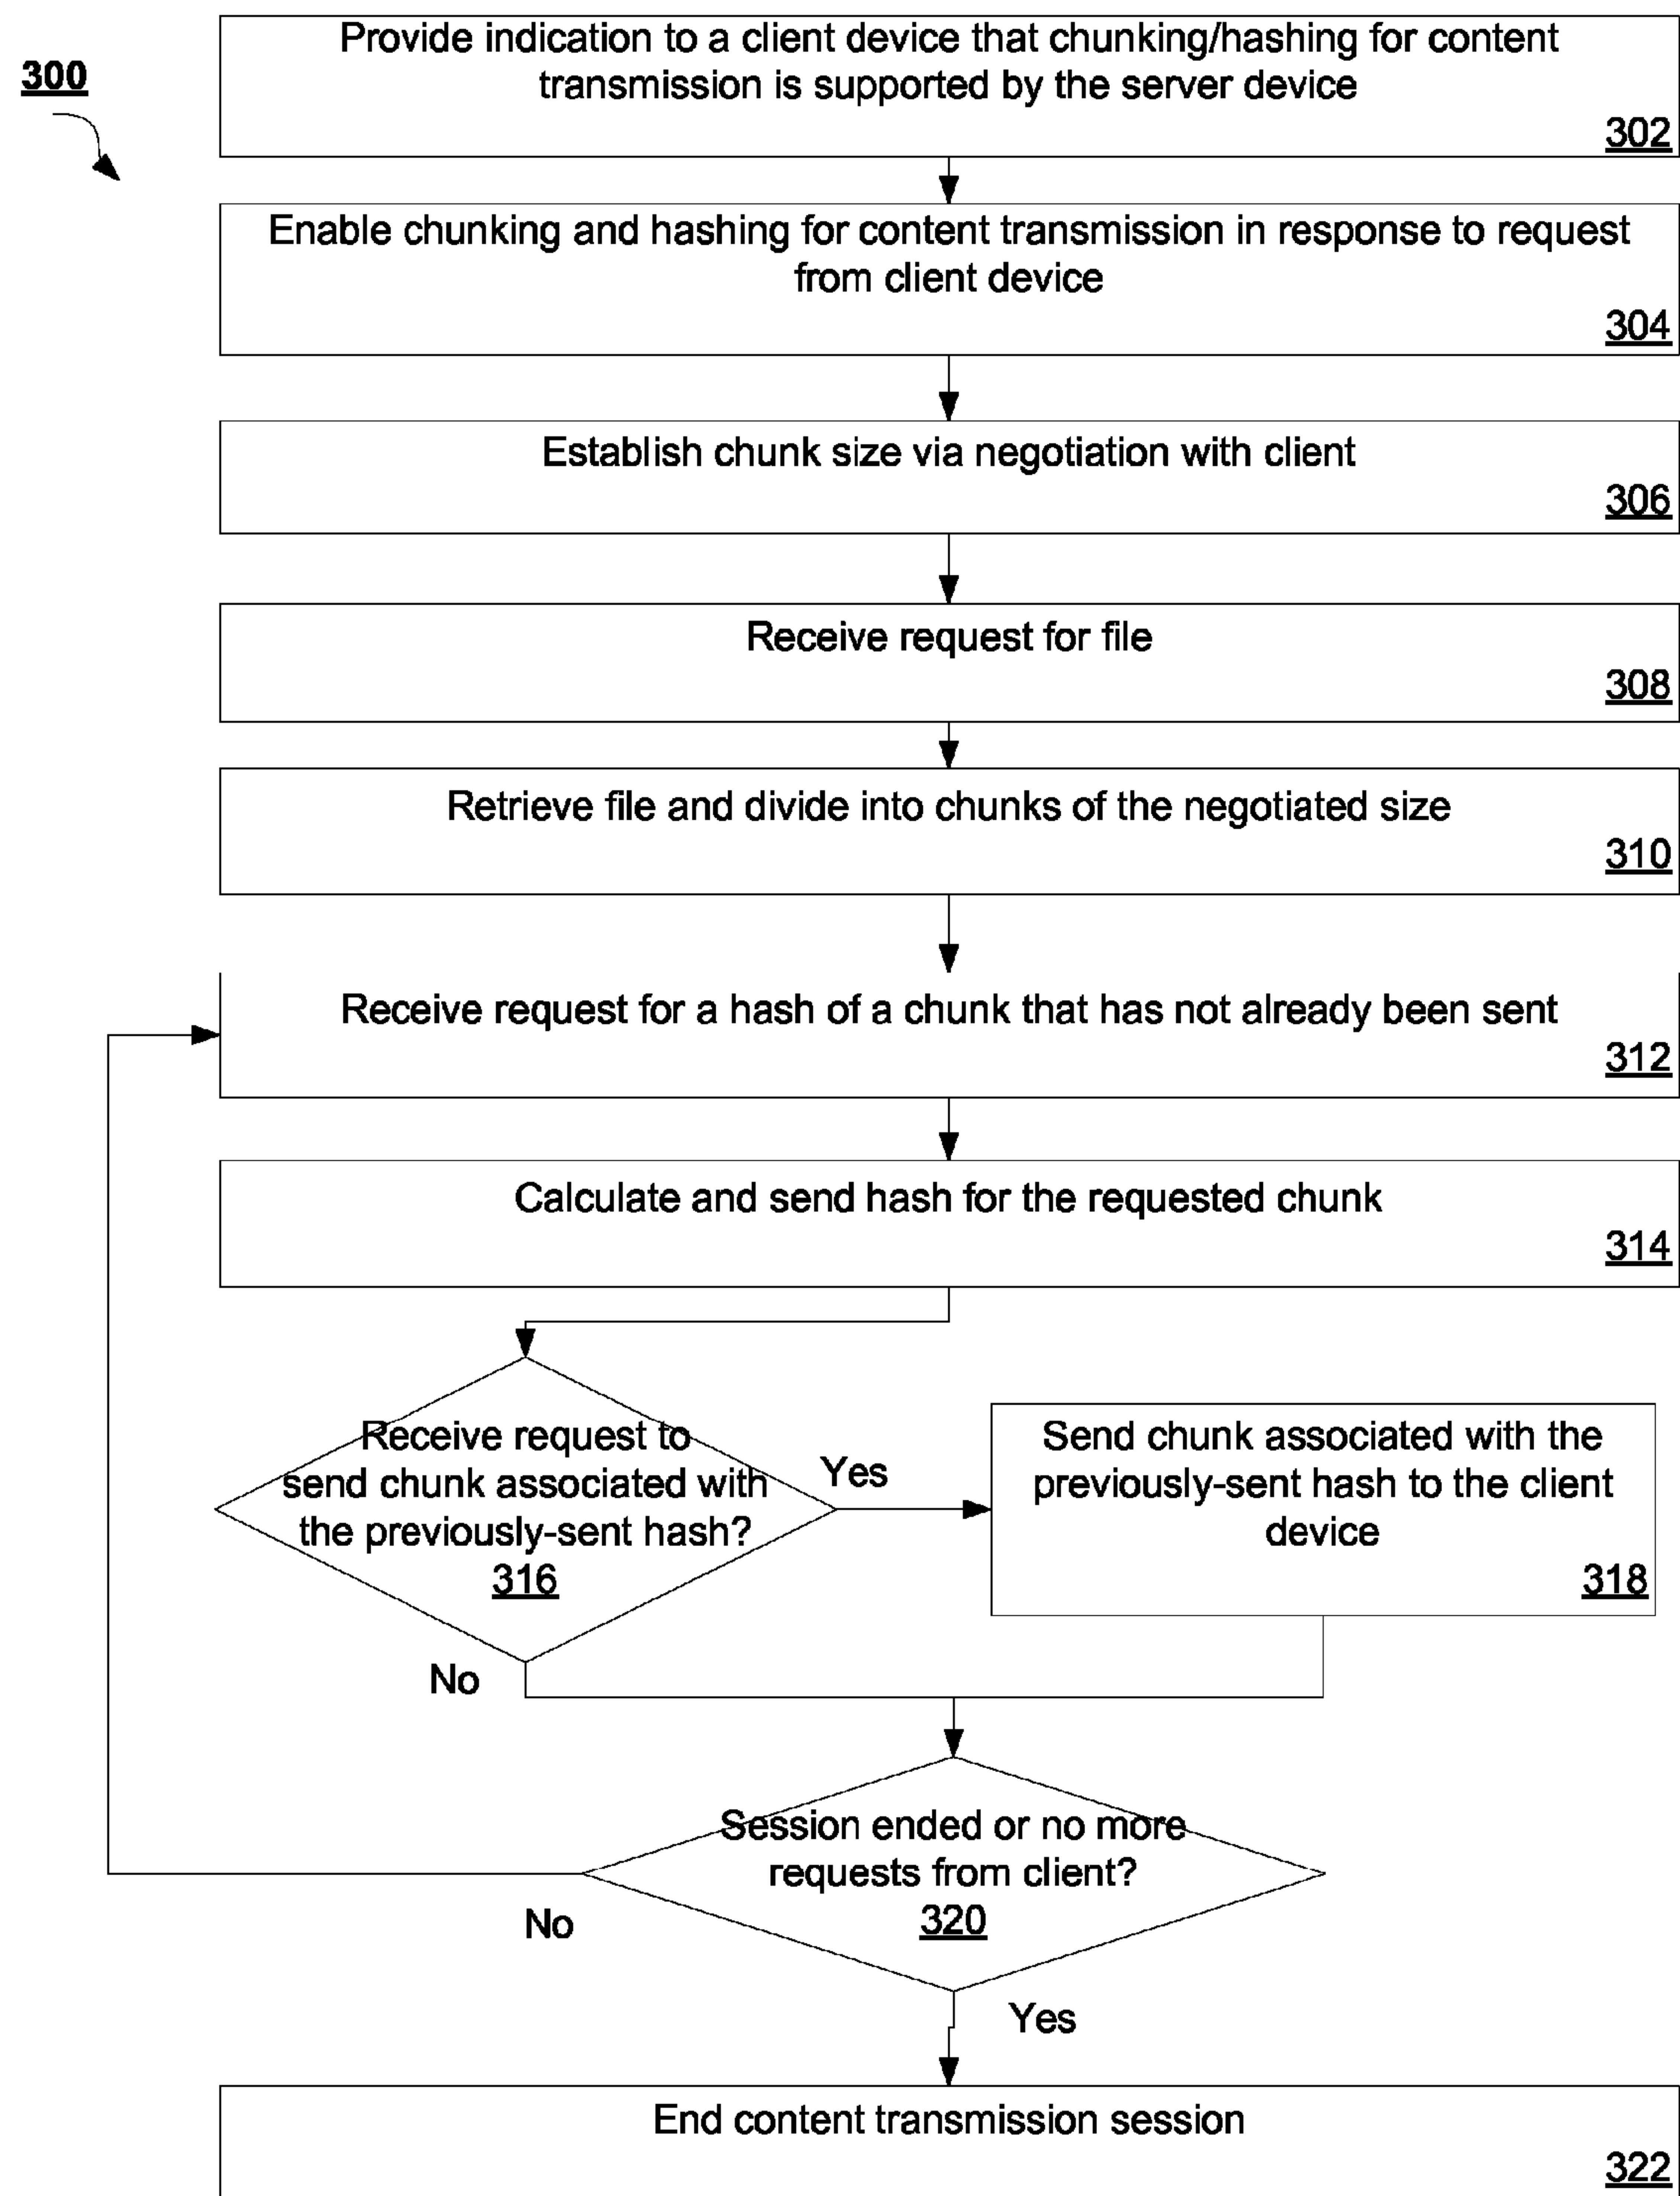 300
Provide indication to a client device that chunking/hashing for content
transmission is supported by the server device
302
Enable chunking and hashing for content transmission in response to request
from client device
304
Establish chunk size via negotiation with client
306
Receive request for file
308
Retrieve file and divide into chunks of the negotiated size
310
Receive request for a hash of a chunk that has not already been sent
312
Calculate and send hash for the requested chunk
314
Receive request to
send chunk associated with
the previously-sent hash?
316
Yes
No
Send chunk associated with the
previously-sent hash to the client
device
318
Session ended or no more
requests from client?
320
No
Yes
End content transmission session
322